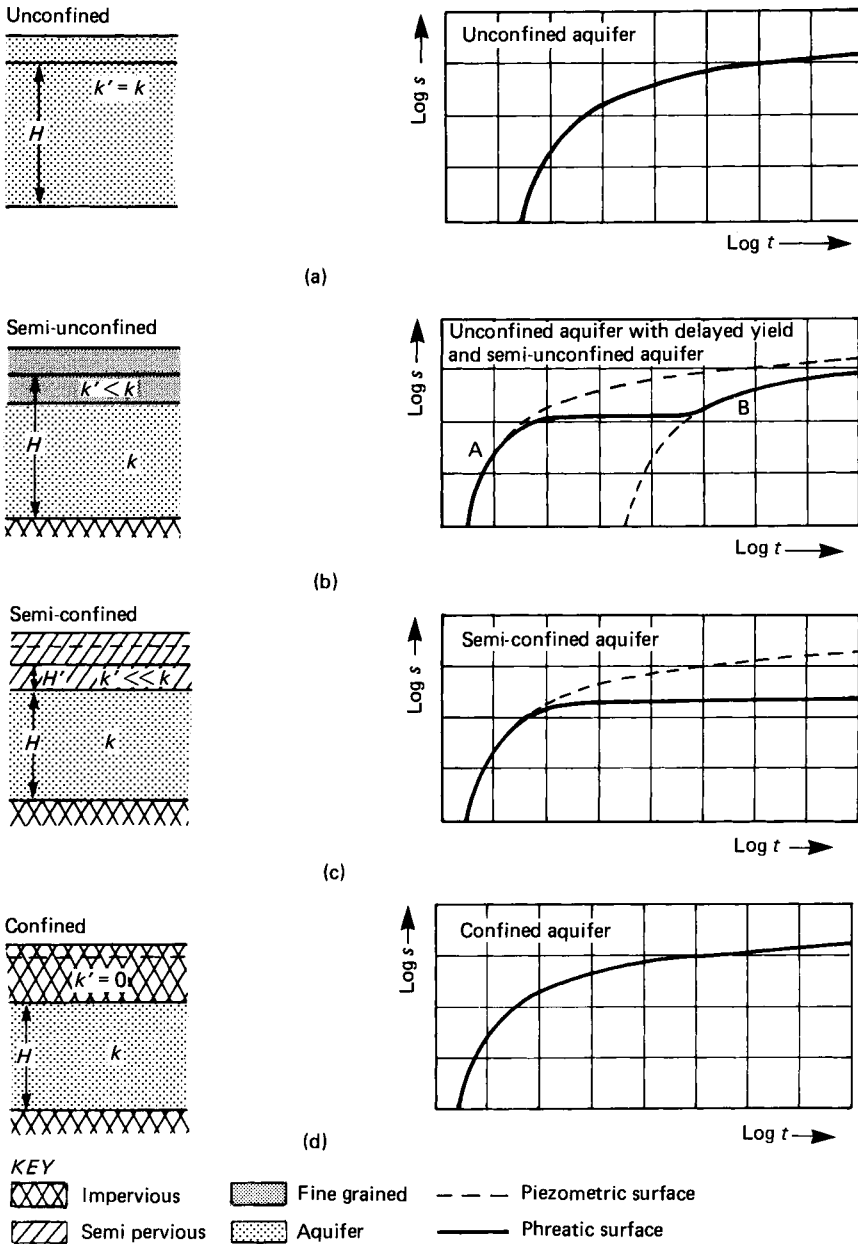 Unconfined
k' = k
H
Unconfined aquifer
Log s
Log t
(a)
Semi-unconfined
k' < k
H
k
Unconfined aquifer with delayed yield
and semi-unconfined aquifer
A
B
Log s
Log t
(b)
Semi-confined
H'
k' << k
H
k
Semi-confined aquifer
Log s
Log t
(c)
Confined
k' = 0
H
k
Confined aquifer
Log s
Log t
(d)
KEY
Impervious
Fine grained
Piezometric surface
Semi pervious
Aquifer
Phreatic surface